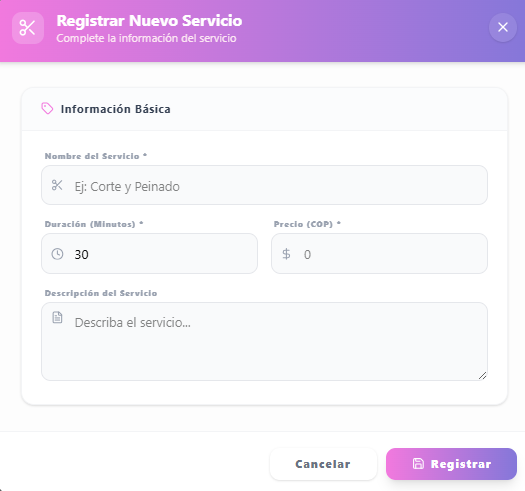 Registrar Nuevo Servicio
Complete la información del servicio
Información Básica
Nombre del Servicio *
Ej: Corte y Peinado
Duración (Minutos) *
Precio (COP) *
30
$ 0
Descripción del Servicio
Describa el servicio...
Cancelar
Registrar